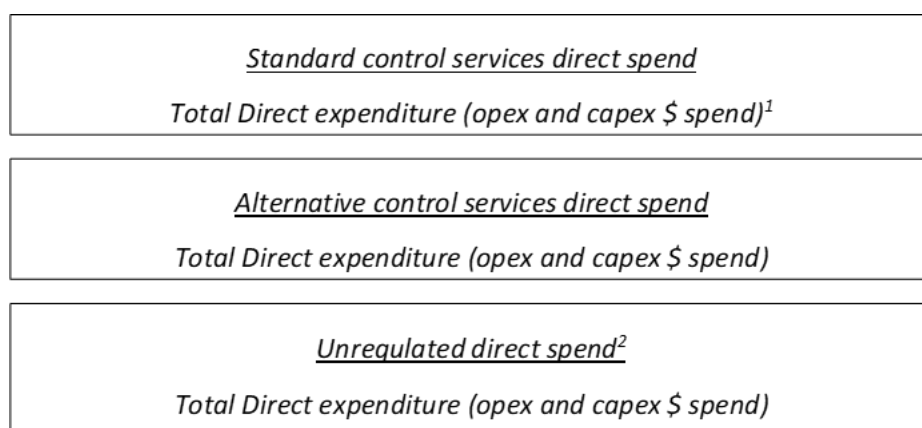 Standard control services direct spend
Total Direct expenditure (opex and capex $ spend)¹
Alternative control services direct spend
Total Direct expenditure (opex and capex $ spend)
Unregulated direct spend²
Total Direct expenditure (opex and capex $ spend)